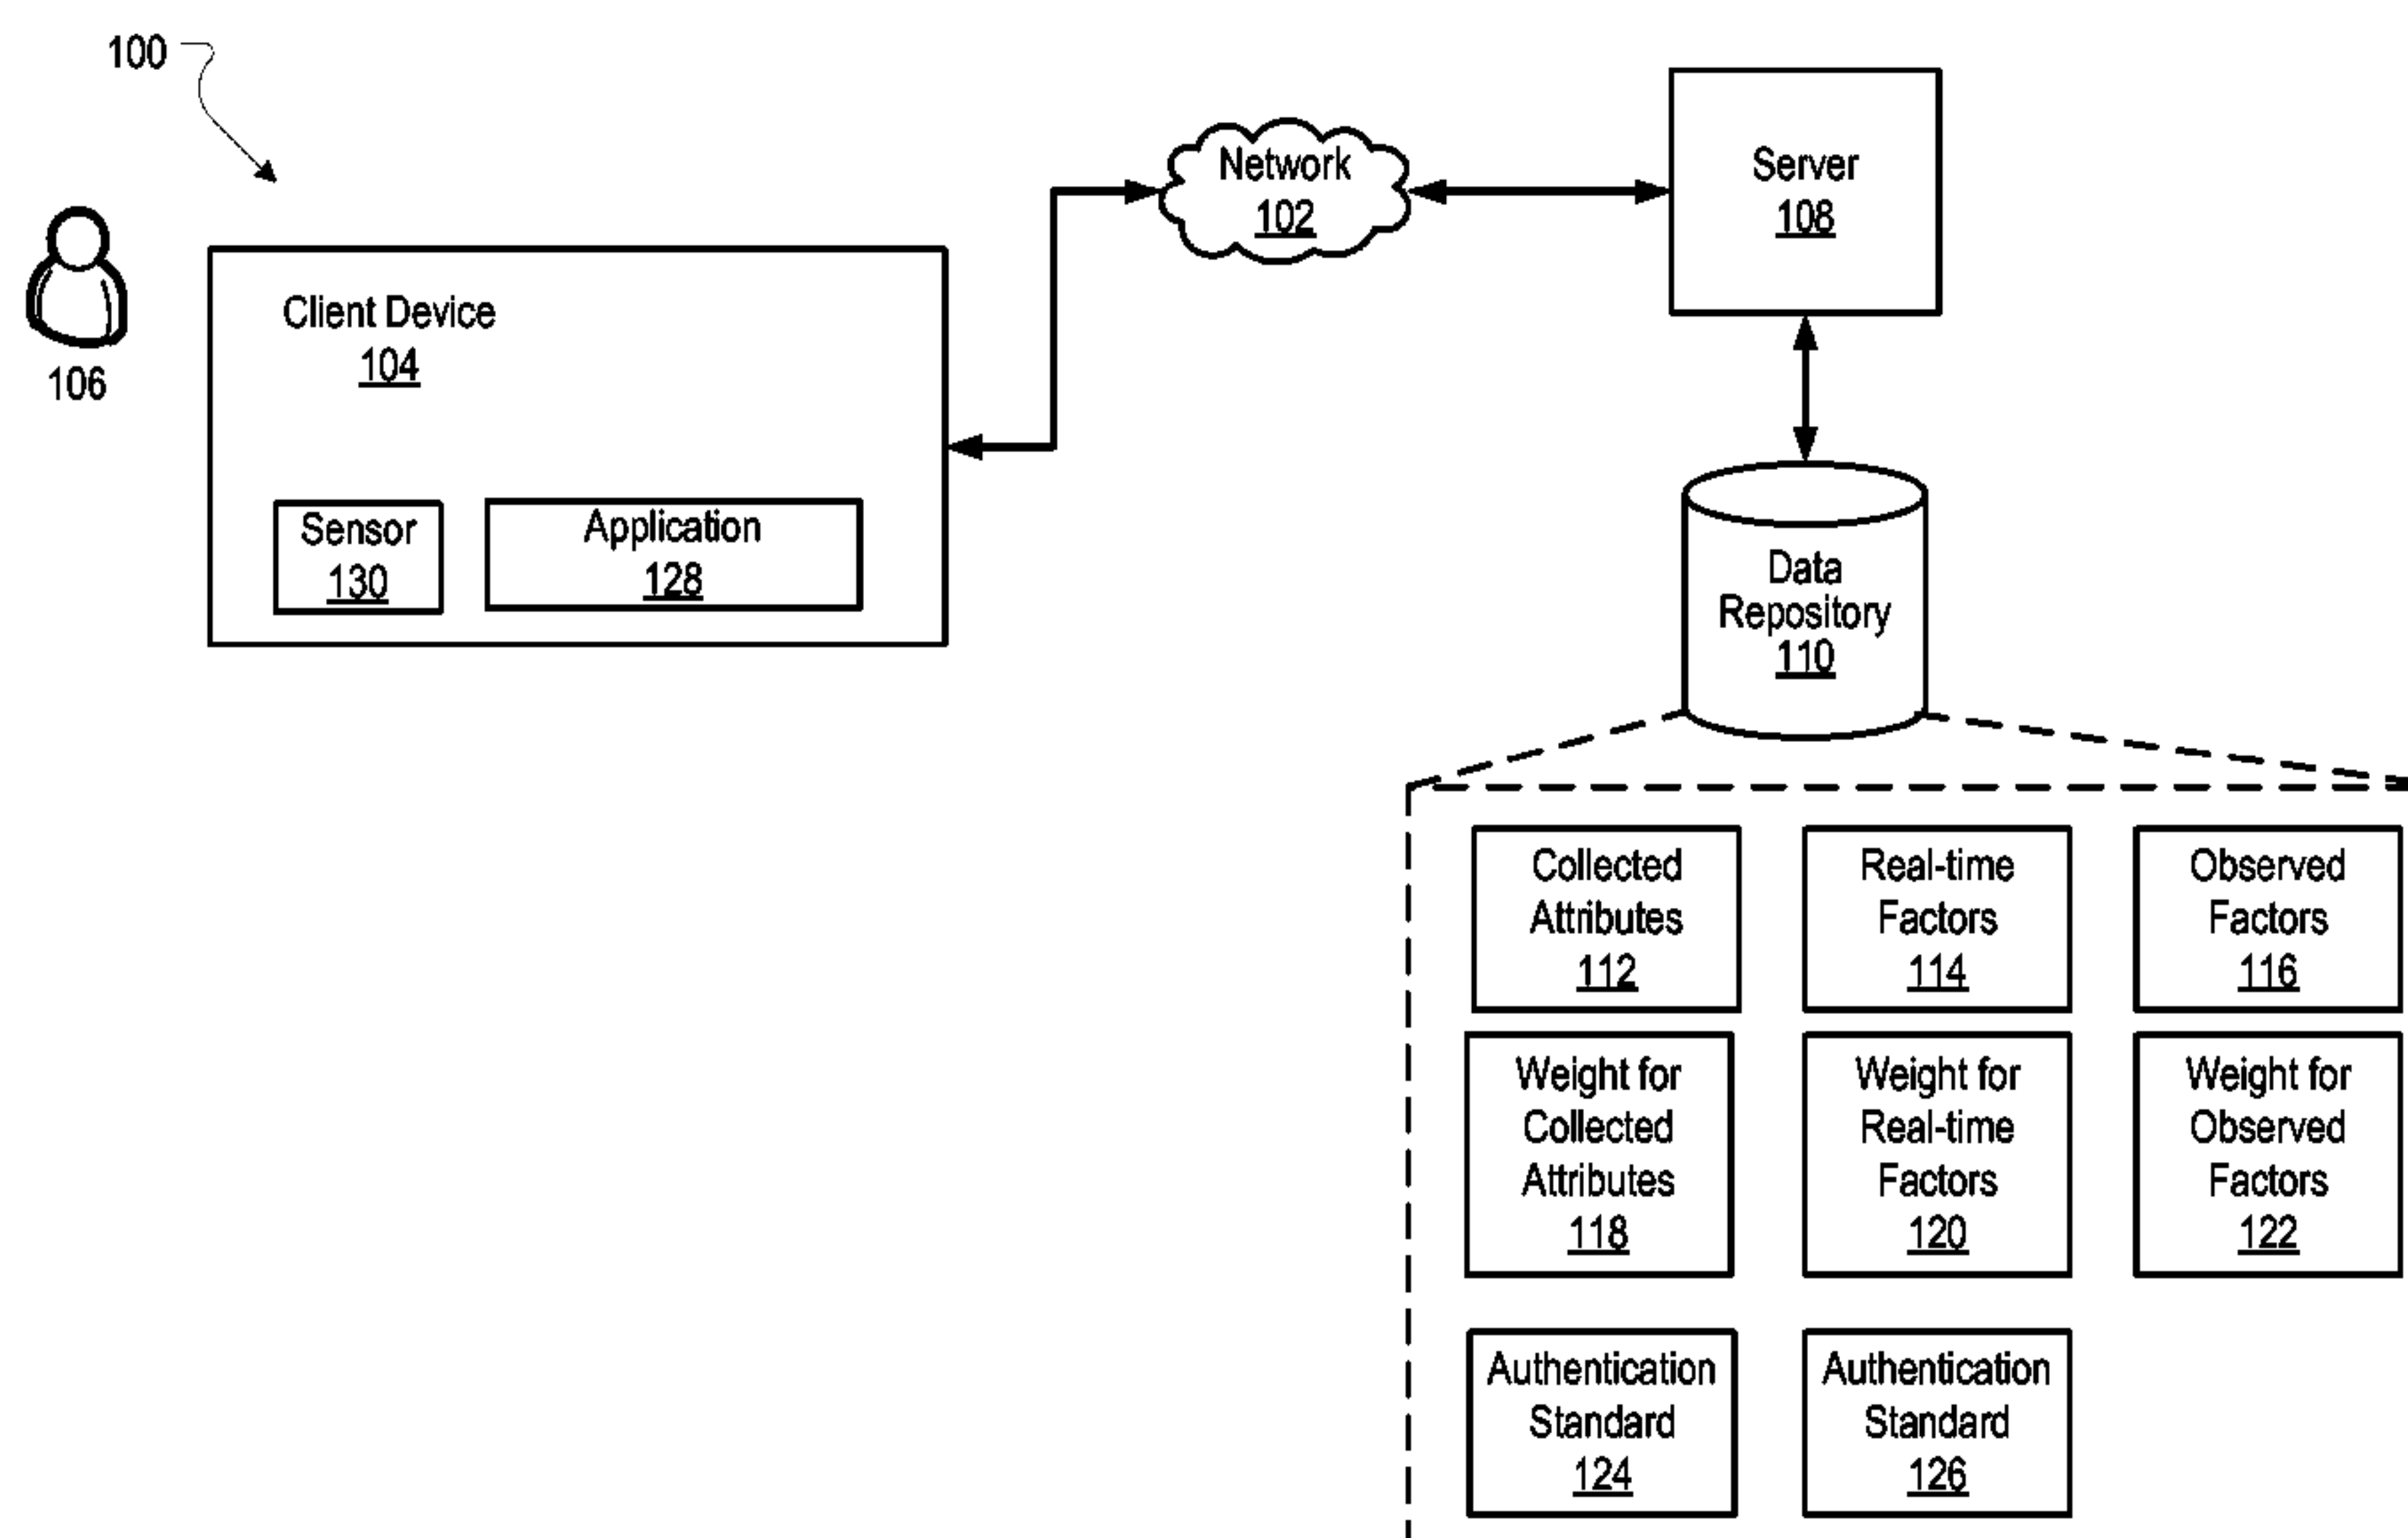 100
106
Client Device
104
Sensor
130
Application
128
Network
102
Server
108
Data
Repository
110
Collected
Attributes
112
Real-time
Factors
114
Observed
Factors
116
Weight for
Collected
Attributes
118
Weight for
Real-time
Factors
120
Weight for
Observed
Factors
122
Authentication
Standard
124
Authentication
Standard
126